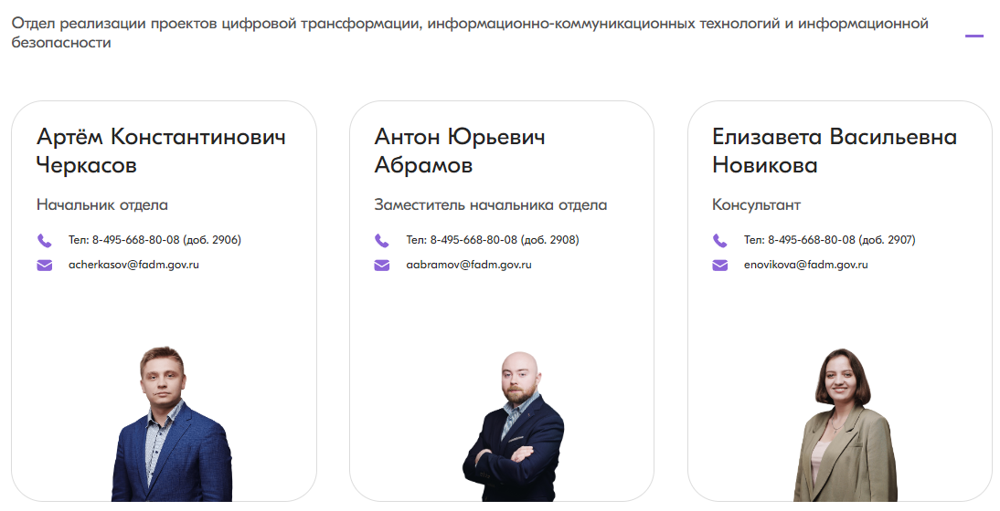 Отдел реализации проектов цифровой трансформации, информационно-коммуникационных технологий и информационной
безопасности
Артём Константинович
Черкасов
Начальник отдела
Тел: 8-495-668-80-08 (доб. 2906)
acherkasov@fadm.gov.ru
Антон Юрьевич
Абрамов
Заместитель начальника отдела
Тел: 8-495-668-80-08 (доб. 2908)
aabramov@fadm.gov.ru
Елизавета Васильевна
Новикова
Консультант
Тел: 8-495-668-80-08 (доб. 2907)
enovikova@fadm.gov.ru